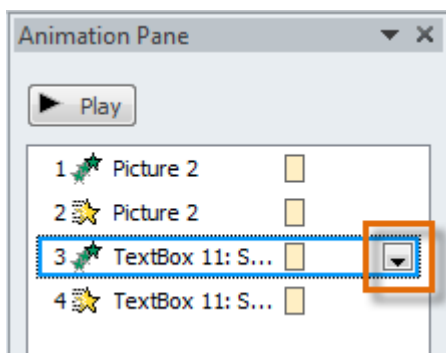 Animation Pane
Play
1 Picture 2
2 Picture 2
3 TextBox 11: S...
4 TextBox 11: S...